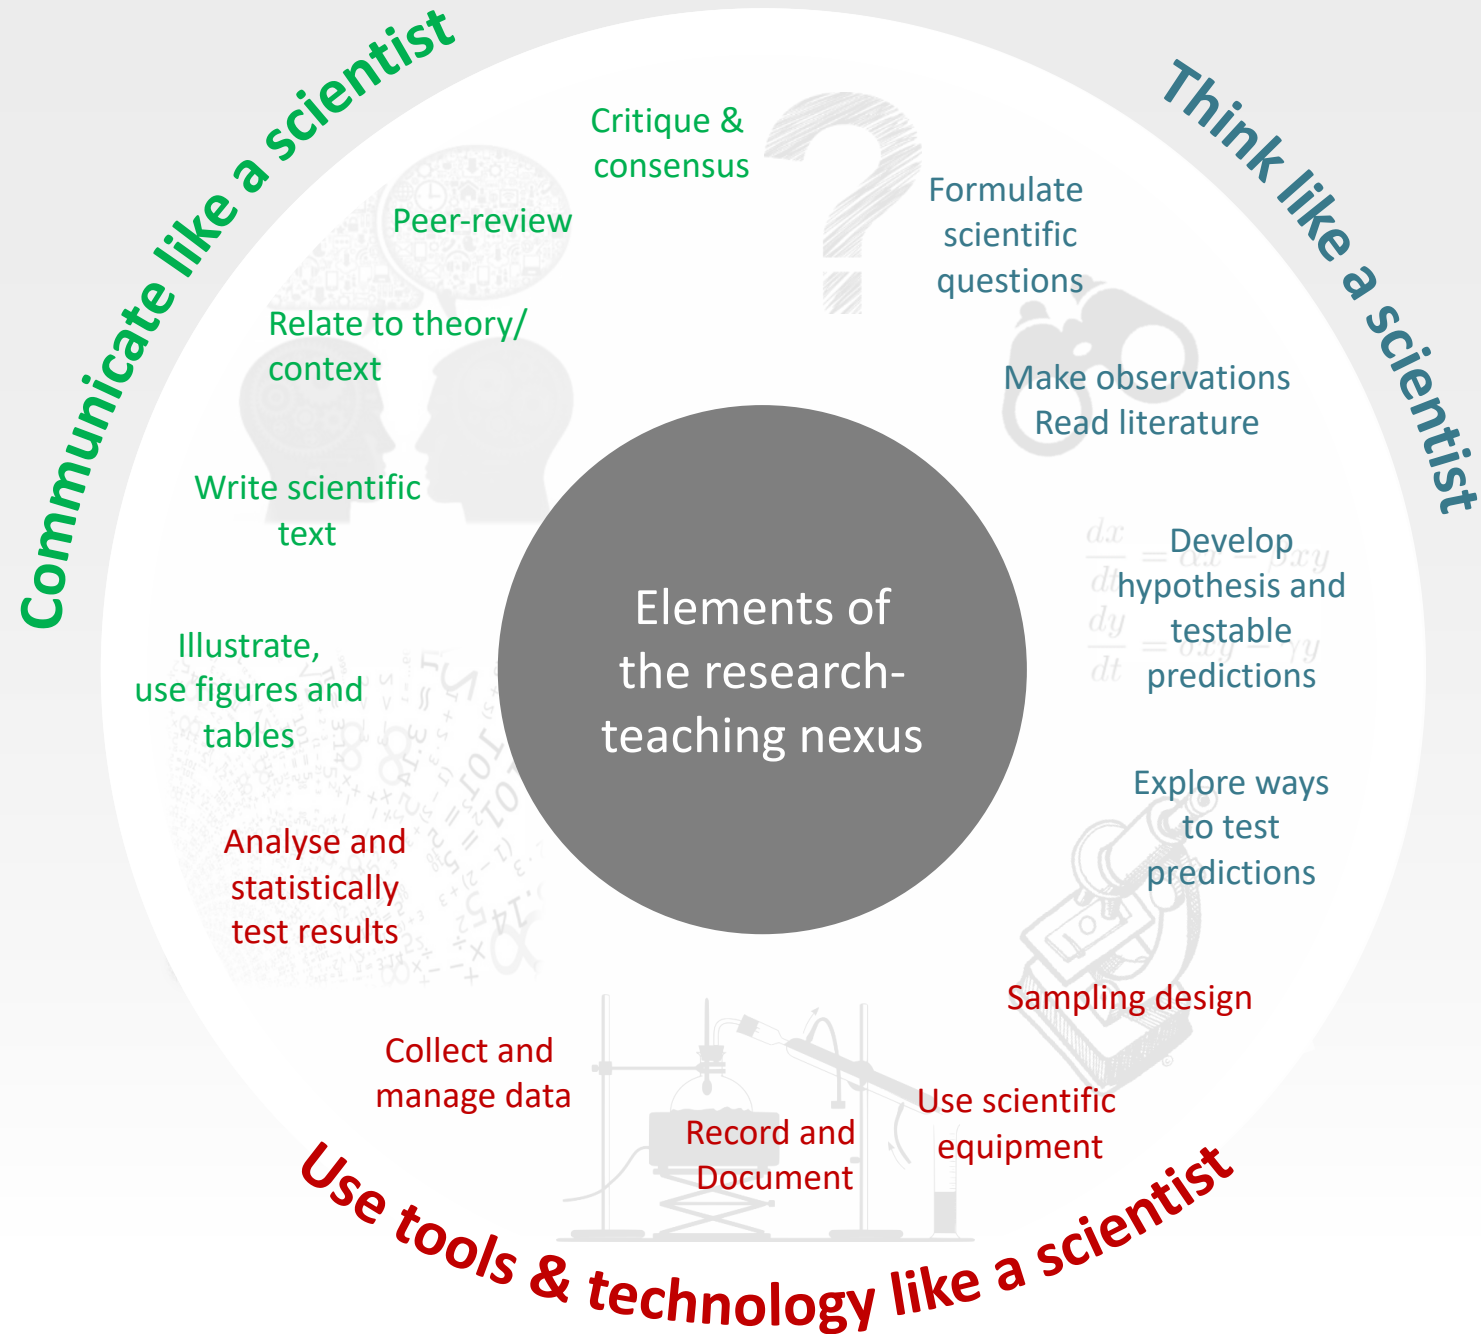 Communicate like a scientist
Think like a scientist
Use tools & technology like a scientist
Elements of
the research-
teaching nexus
Formulate
scientific
questions
Make observations
Read literature
Develop
hypothesis and
testable
predictions
Explore ways
to test
predictions
Sampling design
Use scientific
equipment
Record and
Document
Collect and
manage data
Analyse and
statistically
test results
Illustrate,
use figures and
tables
Write scientific
text
Relate to theory/
context
Peer-review
Critique &
consensus